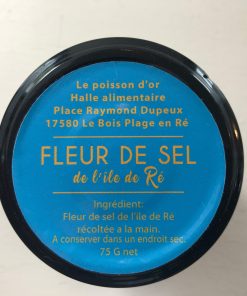 Le poisson d'or
Halle alimentaire
Place Raymond Dupeux
17580 Le Bois Plage en Ré
FLEUR DE SEL
de l'île de Ré
Ingrédient:
Fleur de sel de l'ile de Ré
récoltée a la main.
A conserver dans un endroit sec.
75 G net